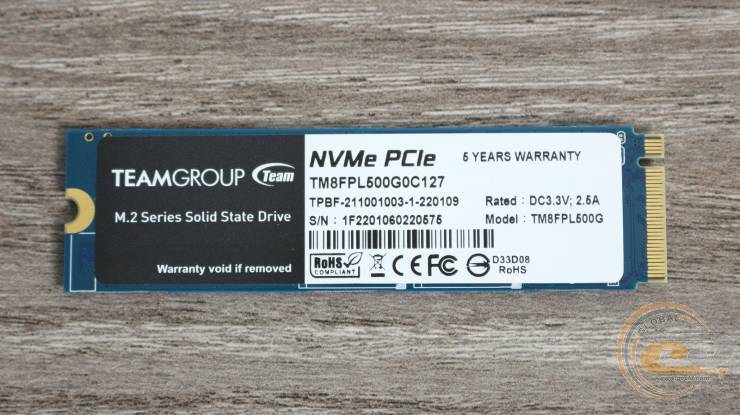 TEAMGROUP Team
M.2 Series Solid State Drive
Warranty void if removed
NVMe PCIe 5 YEARS WARRANTY
TM8FPL500G0C127
TPBF-211001003-1-220109 Rated : DC3.3V; 2.5A
S/N : 1F2201060220575 Model : TM8FPL500G
RoHS
COMPLIANT
CE FC D33D08
RoHS
GLOBAL